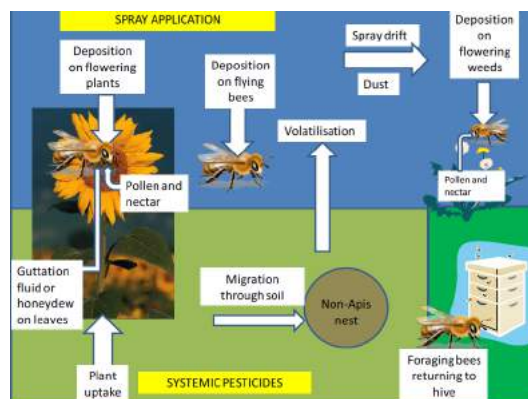 SPRAY APPLICATION
Deposition
on flowering
plants
Deposition
on flying
bees
Spray drift
Dust
Deposition
on
flowering
weeds
Volatilisation
Pollen and
nectar
Pollen and
nectar
Guttation
fluid or
honeydew
on leaves
Migration
through soil
Non-Apis
nest
Plant
uptake
SYSTEMIC PESTICIDES
Foraging bees
returning to
hive